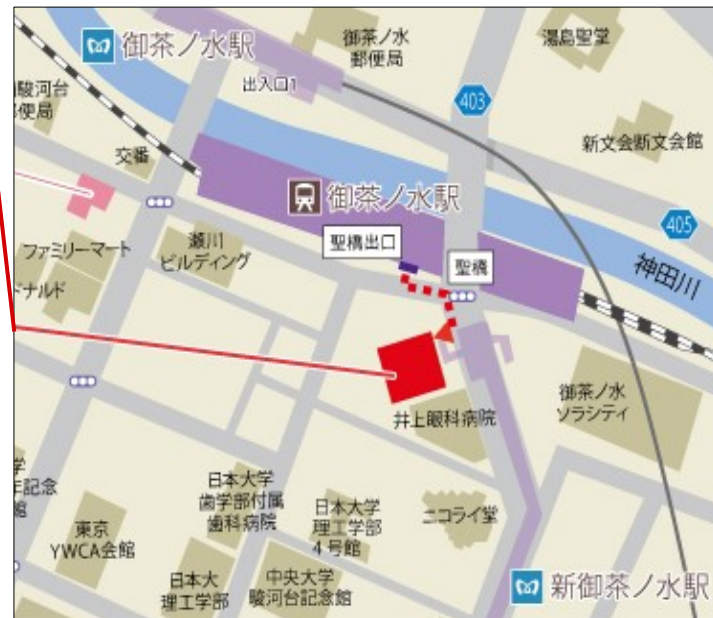 御茶ノ水駅
御茶ノ水
郵便局
湯島聖堂
出入口1
駿河台
便局
403
新文会断文会館
交番
御茶ノ水駅
405
聖橋出口
瀬川
ビルディング
聖橋
神田川
ファミリーマート
ドナルド
御茶ノ水
ソラシティ
井上眼科病院
学
年記念
館
日本大学
歯学部付属
歯科病院
日本大学
理工学部
4号館
ニコライ堂
東京
YWCA会館
日本大
理工学部
中央大学
駿河台記念館
新御茶ノ水駅